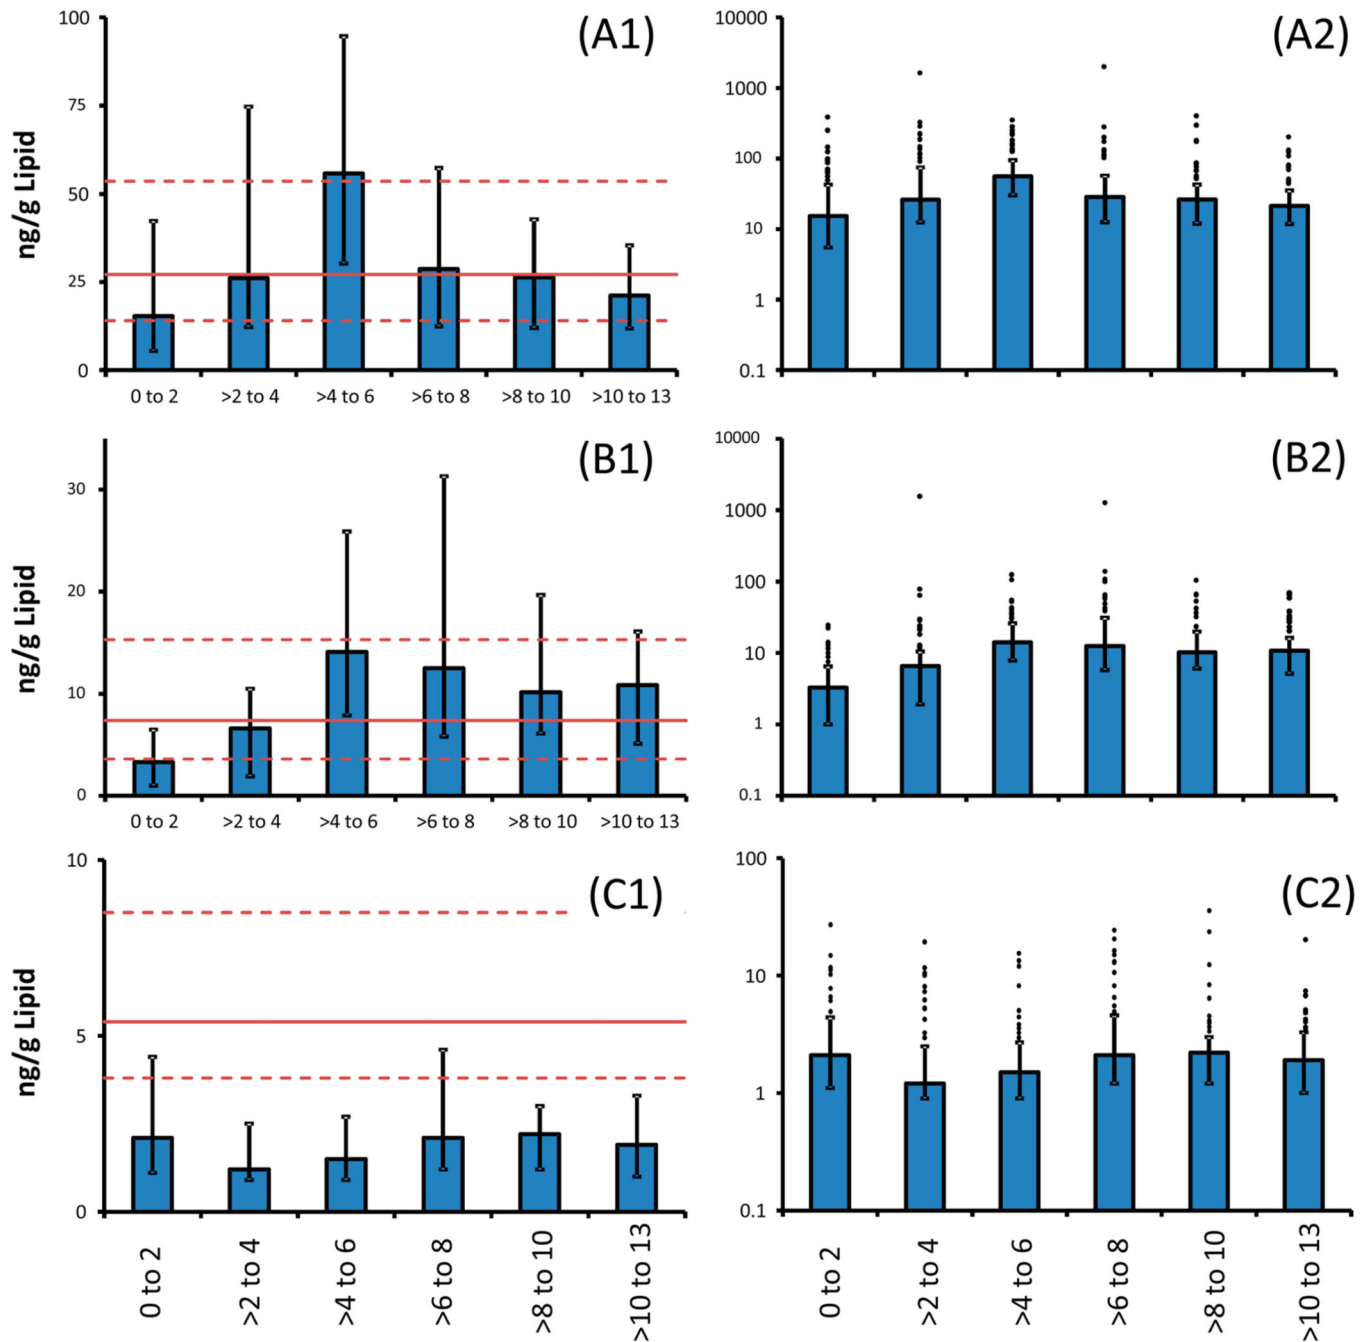 (A1)
ng/g Lipid
100
75
50
25
0
0 to 2 >2 to 4 >4 to 6 >6 to 8 >8 to 10 >10 to 13
(A2)
10000
1000
100
10
1
0.1
(B1)
ng/g Lipid
30
20
10
0
0 to 2 >2 to 4 >4 to 6 >6 to 8 >8 to 10 >10 to 13
(B2)
10000
1000
100
10
1
0.1
(C1)
ng/g Lipid
10
5
0
0 to 2
>2 to 4
>4 to 6
>6 to 8
>8 to 10
>10 to 13
(C2)
100
10
1
0.1
0 to 2
>2 to 4
>4 to 6
>6 to 8
>8 to 10
>10 to 13